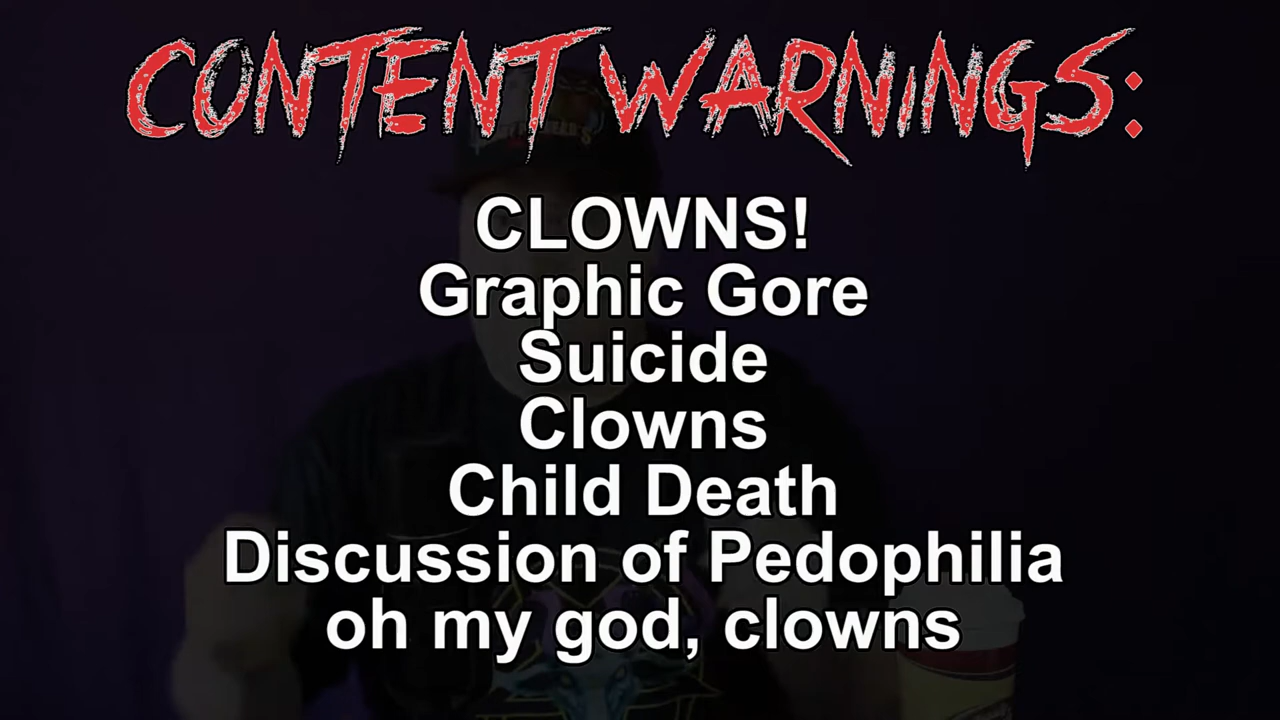 CONTENT WARNINGS:
CLOWNS!
Graphic Gore
Suicide
Clowns
Child Death
Discussion of Pedophilia
oh my god, clowns